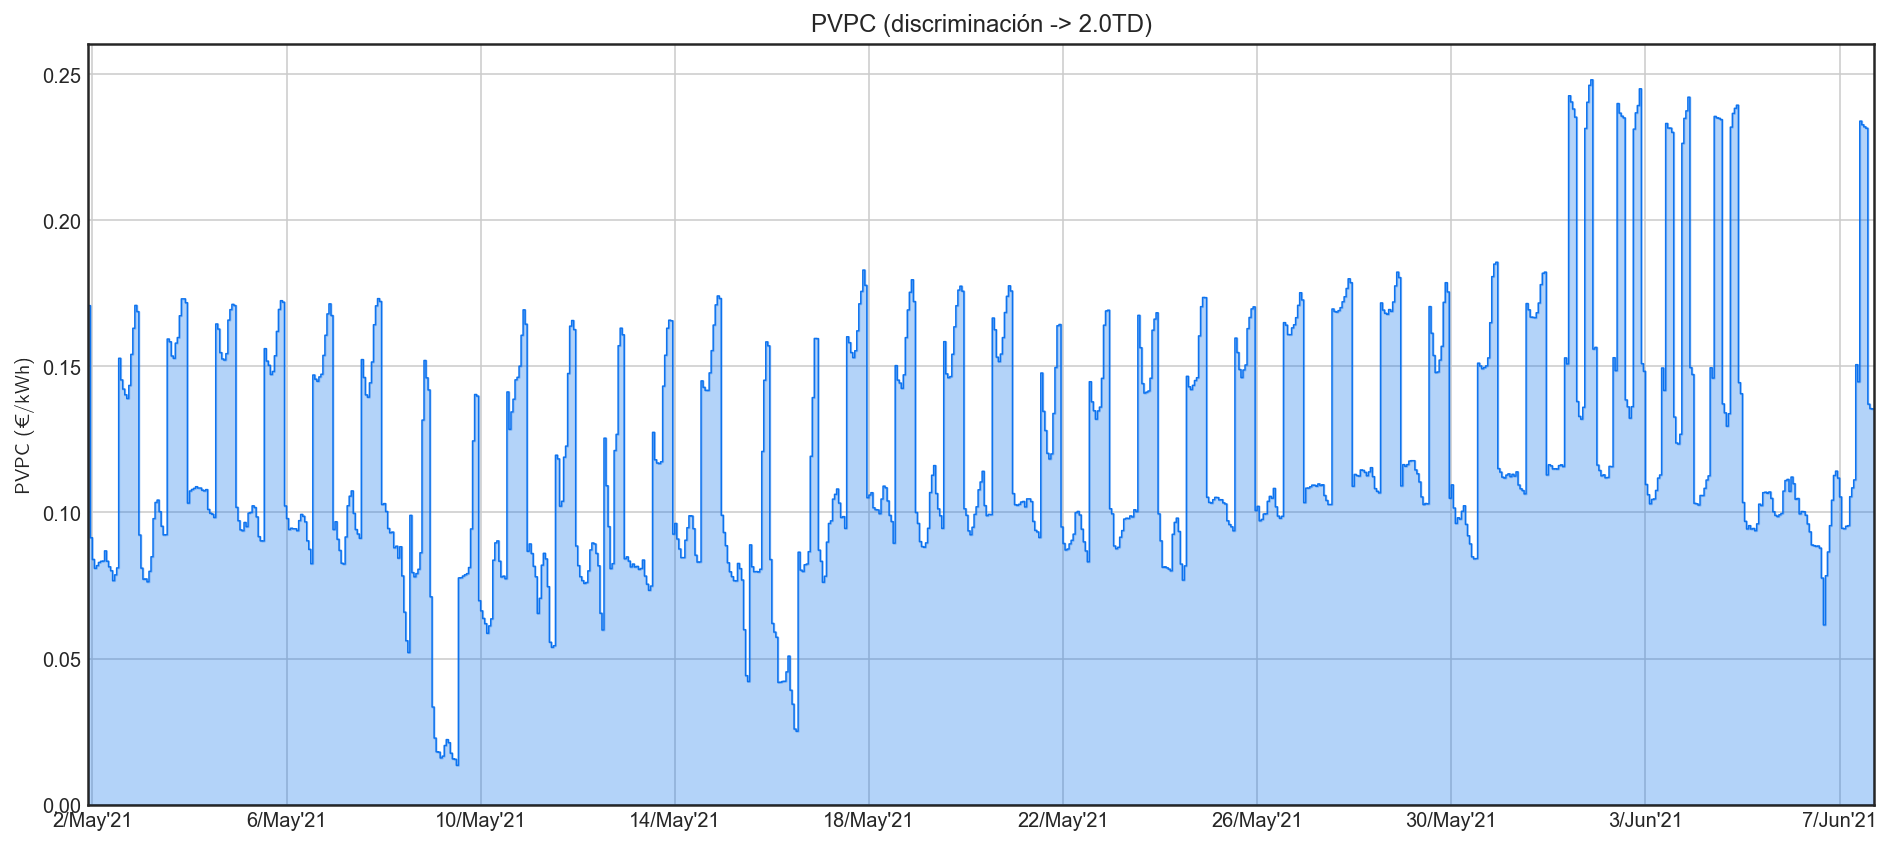 PVPC (discriminación -> 2.0TD)
PVPC (€/kWh)
0.25
0.20
0.15
0.10
0.05
0.00
2/May'21 6/May'21 10/May'21 14/May'21 18/May'21 22/May'21 26/May'21 30/May'21 3/Jun'21 7/Jun'21